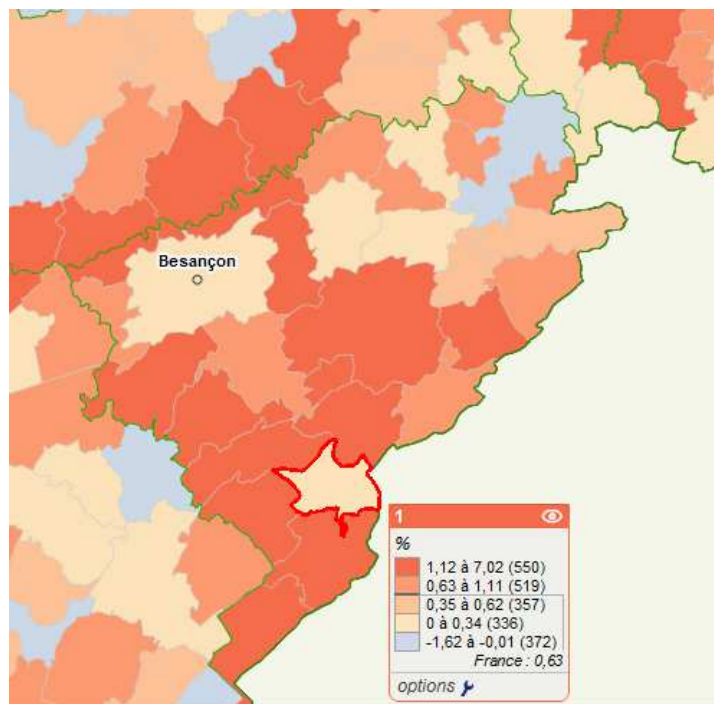 Besançon
1
%
1,12 à 7,02 (550)
0,63 à 1,11 (519)
0,35 à 0,62 (357)
0 à 0,34 (336)
-1,62 à -0,01 (372)
France : 0,63
options